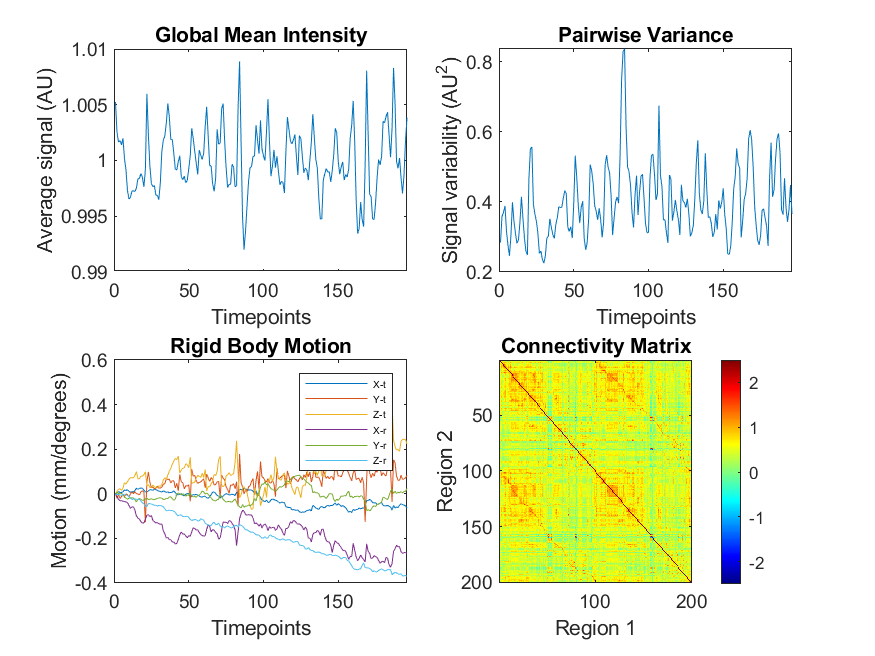 Global Mean Intensity
1.01
1.005
1
0.995
0.99
Average signal (AU)
0
50
100
150
Timepoints
Pairwise Variance
0.8
0.6
0.4
0.2
Signal variability (AU²)
0
50
100
150
Timepoints
Rigid Body Motion
0.6
0.4
0.2
0
-0.2
-0.4
Motion (mm/degrees)
X-t
Y-t
Z-t
X-r
Y-r
Z-r
0
50
100
150
Timepoints
Connectivity Matrix
50
100
150
200
Region 2
100
200
Region 1
2
1
0
-1
-2